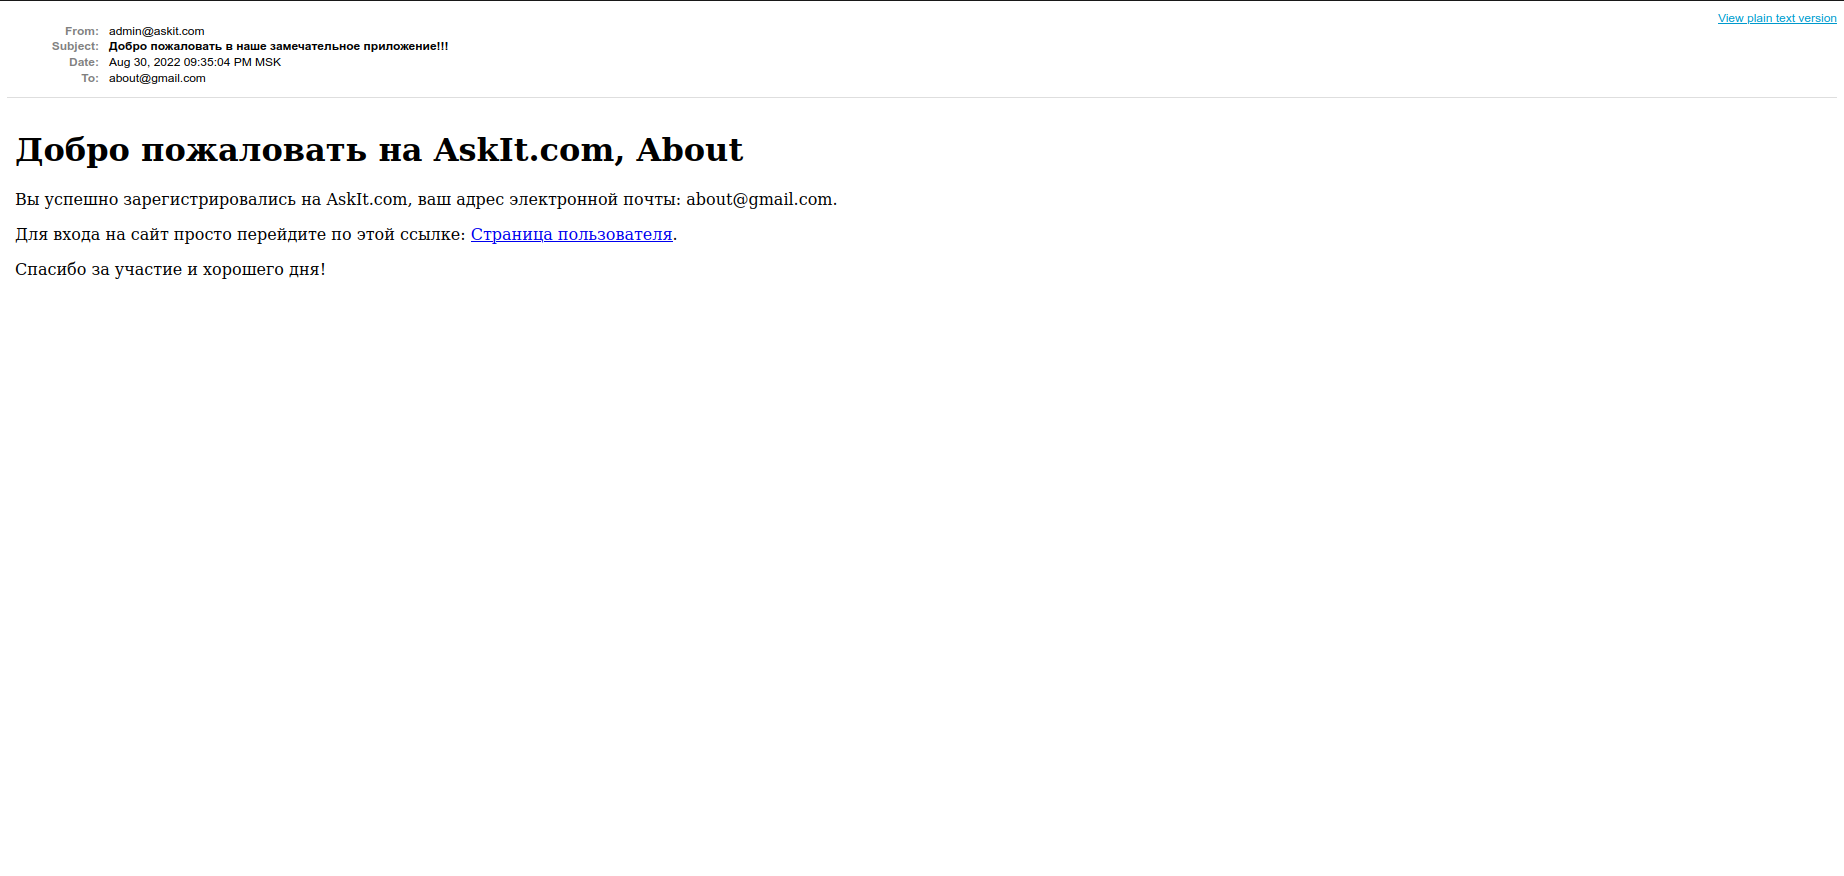 View plain text version
From: admin@askit.com
Subject: Добро пожаловать в наше замечательное приложение!!!
Date: Aug 30, 2022 09:35:04 PM MSK
To: about@gmail.com
Добро пожаловать на AskIt.com, About
Вы успешно зарегистрировались на AskIt.com, ваш адрес электронной почты: about@gmail.com.
Для входа на сайт просто перейдите по этой ссылке: Страница пользователя.
Спасибо за участие и хорошего дня!